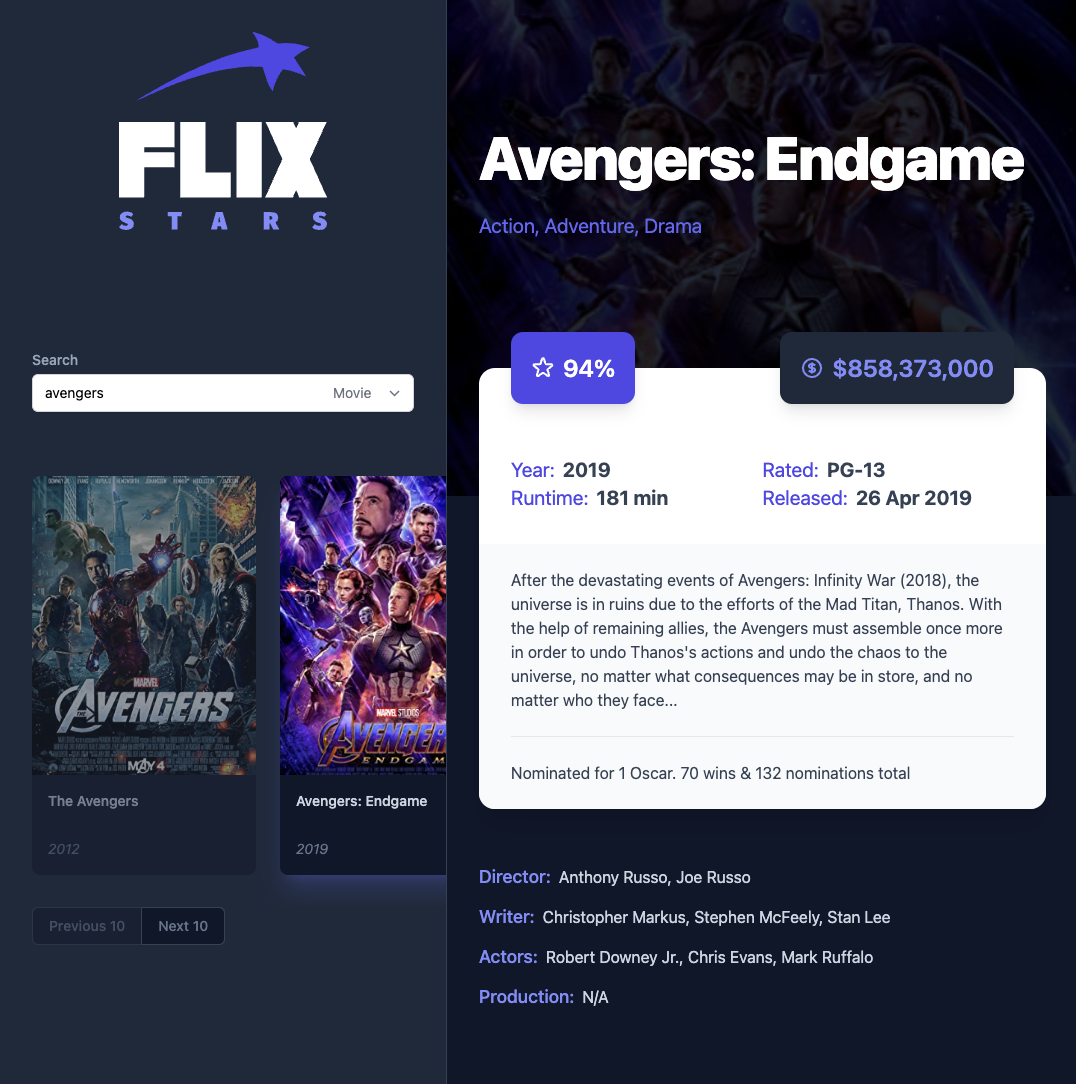 FLIX
STARS
Search
avengers
Movie
MARVEL
AVENGERS
MAY 4
The Avengers
2012
MARVEL STUDIOS
AVENGER
ENDGAM
Avengers: Endgame
2019
Previous 10
Next 10
Avengers: Endgame
Action, Adventure, Drama
94%
$858,373,000
Year: 2019
Rated: PG-13
Runtime: 181 min
Released: 26 Apr 2019
After the devastating events of Avengers: Infinity War (2018), the
universe is in ruins due to the efforts of the Mad Titan, Thanos. With
the help of remaining allies, the Avengers must assemble once more
in order to undo Thanos's actions and undo the chaos to the
universe, no matter what consequences may be in store, and no
matter who they face...
Nominated for 1 Oscar. 70 wins & 132 nominations total
Director: Anthony Russo, Joe Russo
Writer: Christopher Markus, Stephen McFeely, Stan Lee
Actors: Robert Downey Jr., Chris Evans, Mark Ruffalo
Production: N/A